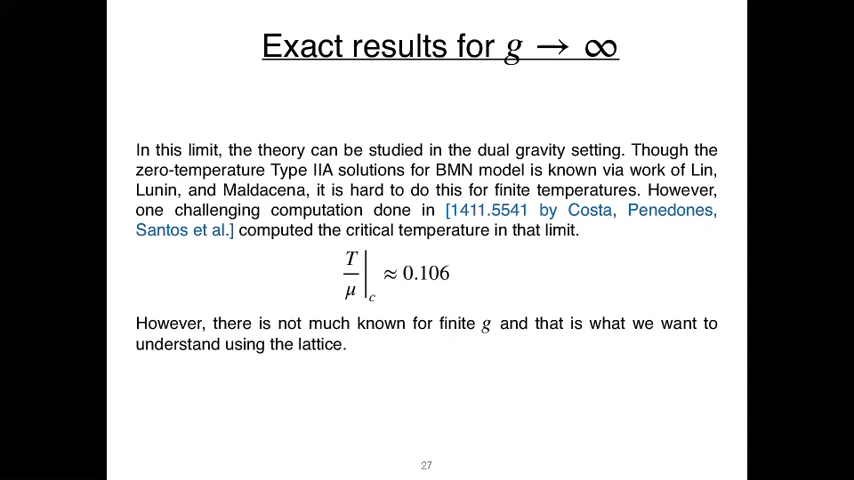 Exact results for g → ∞
In this limit, the theory can be studied in the dual gravity setting. Though the
zero-temperature Type IIA solutions for BMN model is known via work of Lin,
Lunin, and Maldacena, it is hard to do this for finite temperatures. However,
one challenging computation done in [1411.5541 by Costa, Penedones,
Santos et al.] computed the critical temperature in that limit.
T/μ|c ≈ 0.106
However, there is not much known for finite g and that is what we want to
understand using the lattice.
27